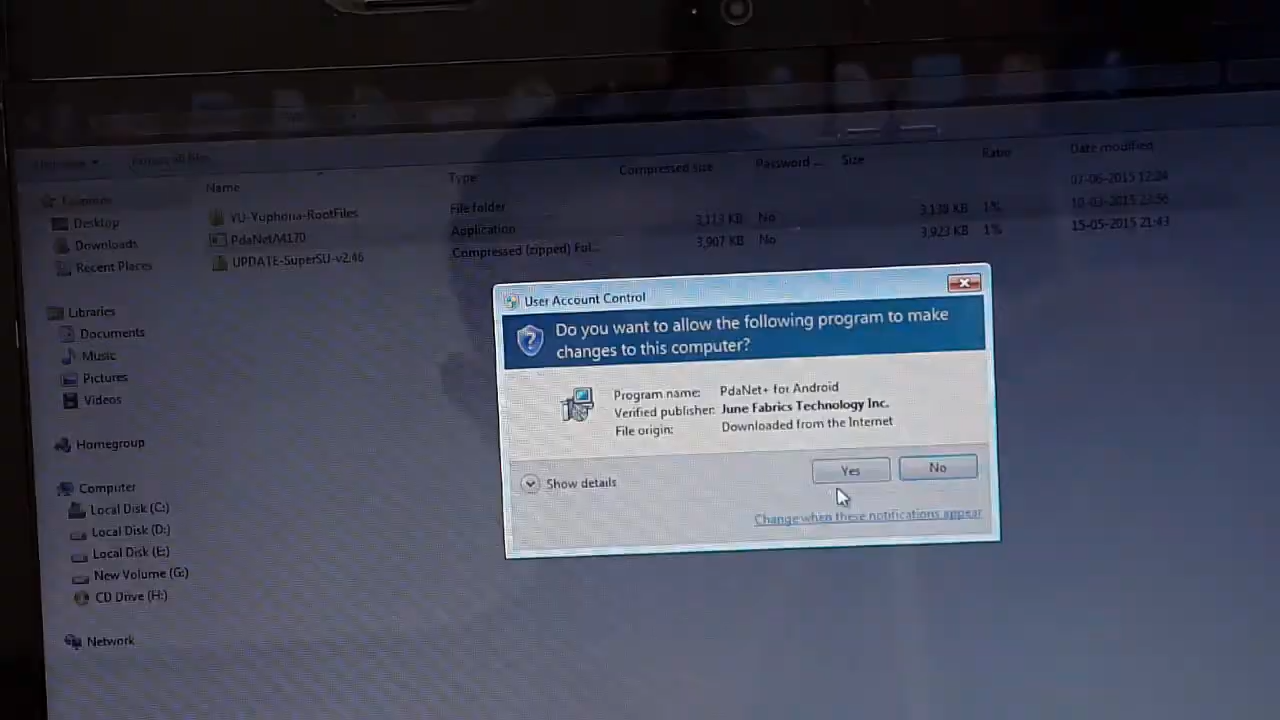 Extract all files
Name
Type
Compressed size
Password ...
Size
Ratio
Date modified
YU-Yuphoria-RootFiles
File folder
07-06-2015 12:24
PdaNetA4170
Application
3,113 KB
No
3,138 KB
1%
10-03-2015 22:56
UPDATE-SuperSU-v2.46
Compressed (zipped) Fol...
3,907 KB
No
3,923 KB
1%
15-05-2015 21:43
Desktop
Downloads
Recent Places
Libraries
Documents
Music
Pictures
Videos
Homegroup
Computer
Local Disk (C:)
Local Disk (D:)
Local Disk (E:)
New Volume (G:)
CD Drive (H:)
Network
User Account Control
Do you want to allow the following program to make
changes to this computer?
Program name: PdaNet+ for Android
Verified publisher: June Fabrics Technology Inc.
File origin: Downloaded from the Internet
Show details
Yes
No
Change when these notifications appear